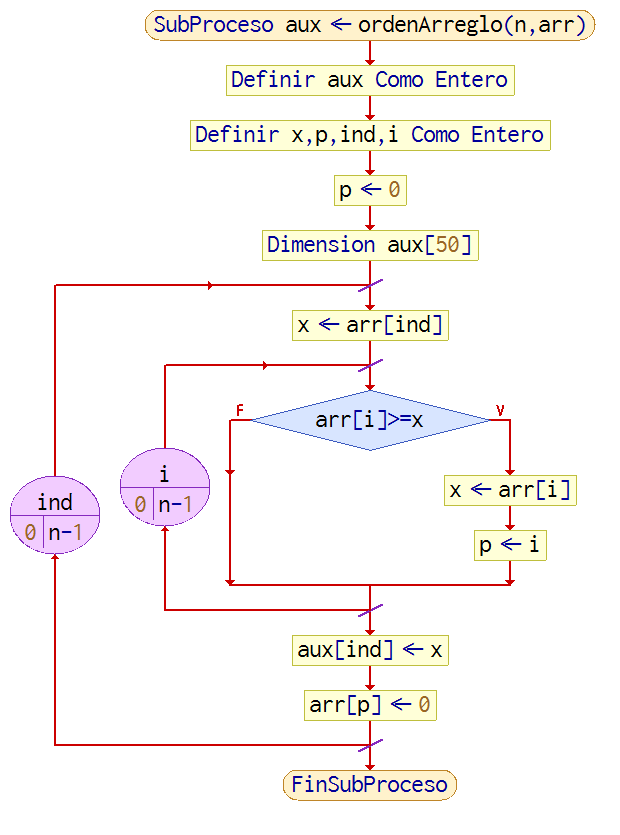 SubProceso aux ← ordenArreglo(n,arr)
Definir aux Como Entero
Definir x,p,ind,i Como Entero
p ← 0
Dimension aux[50]
x ← arr[ind]
arr[i]>=x
F
V
x ← arr[i]
p ← i
i
0 n-1
ind
0 n-1
aux[ind] ← x
arr[p] ← 0
FinSubProceso